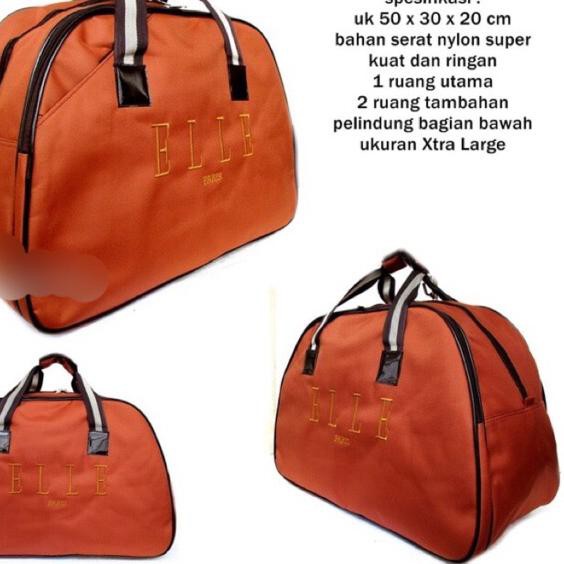 spesifikasi :
uk 50 x 30 x 20 cm
bahan serat nylon super
kuat dan ringan
1 ruang utama
2 ruang tambahan
pelindung bagian bawah
ukuran Xtra Large
ELLE
PARIS
ELLE
PARIS
ELLE
PARIS